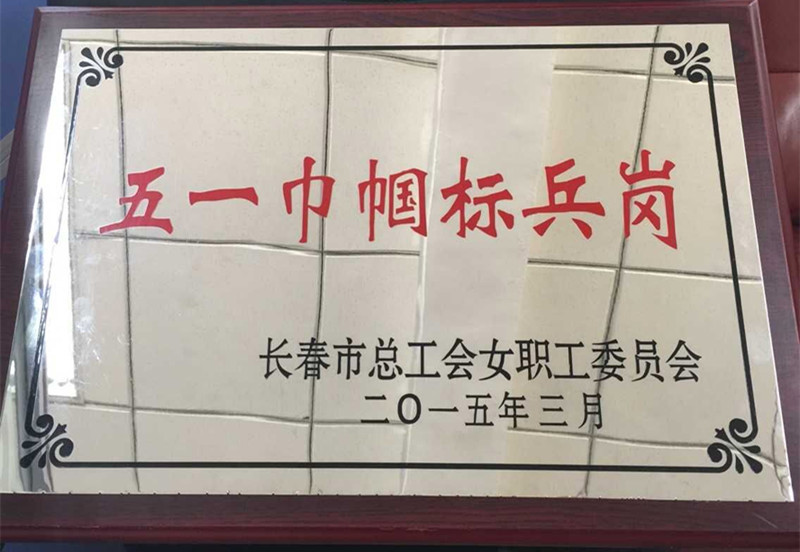 五一巾帼标兵岗
长春市总工会女职工委员会
二〇一五年三月